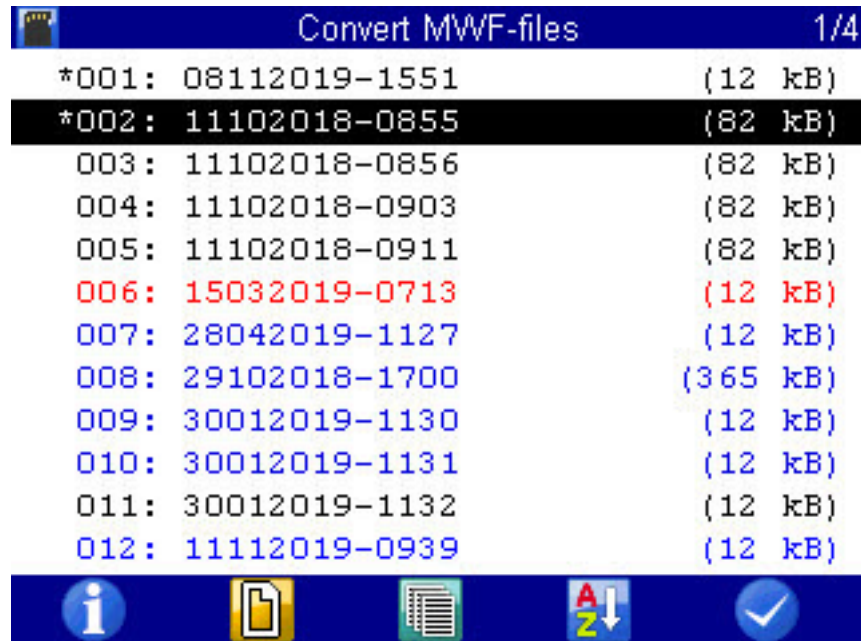 Convert MWF-files 1/4
*001: 08112019-1551 (12 kB)
*002: 11102018-0855 (82 kB)
003: 11102018-0856 (82 kB)
004: 11102018-0903 (82 kB)
005: 11102018-0911 (82 kB)
006: 15032019-0713 (12 kB)
007: 28042019-1127 (12 kB)
008: 29102018-1700 (365 kB)
009: 30012019-1130 (12 kB)
010: 30012019-1131 (12 kB)
011: 30012019-1132 (12 kB)
012: 11112019-0939 (12 kB)
i A
Z